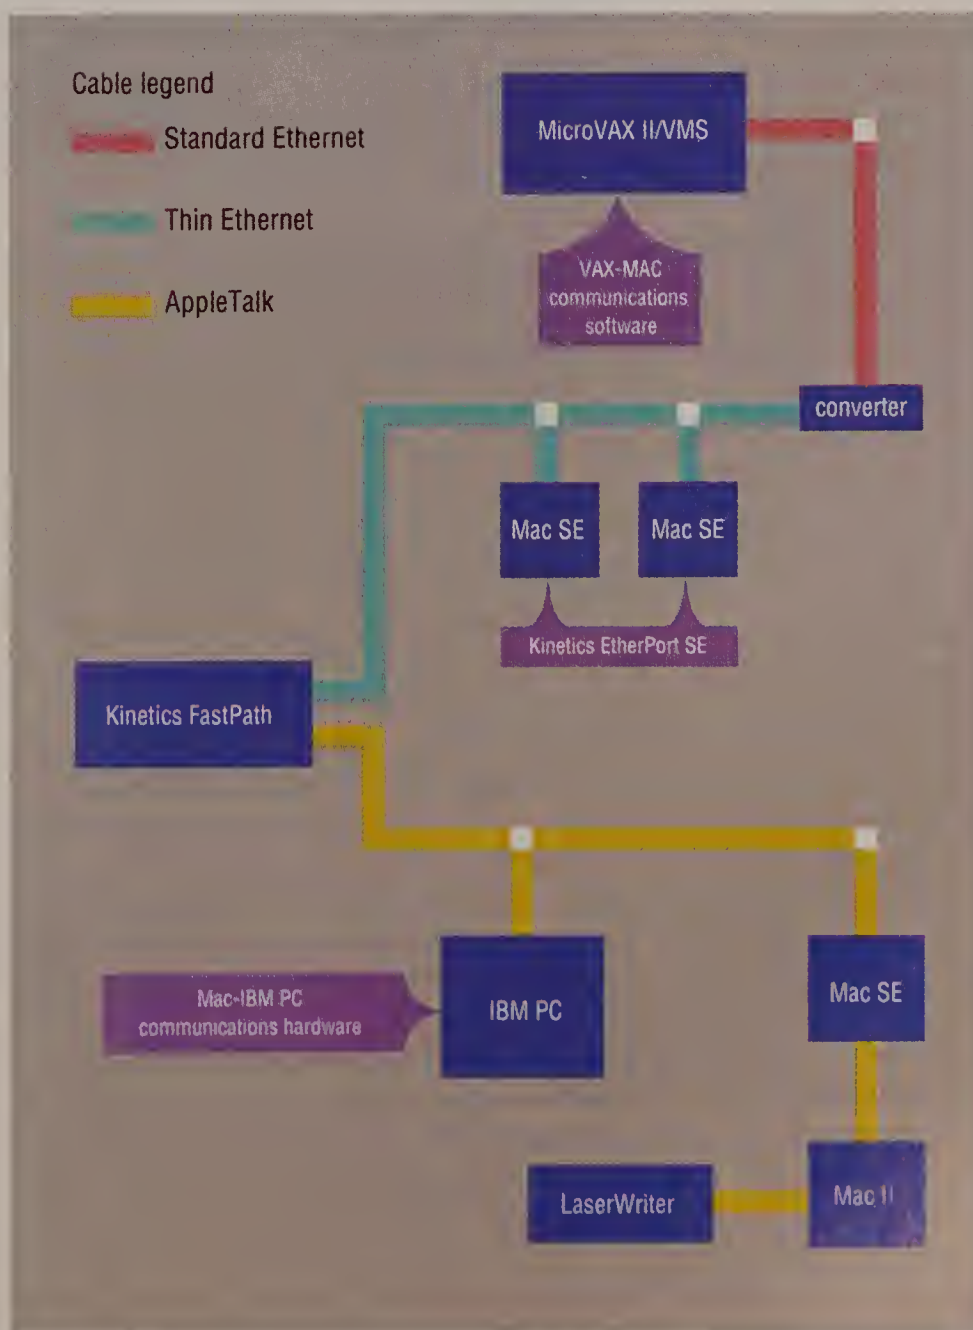 Cable legend
Standard Ethernet
Thin Ethernet
AppleTalk
MicroVAX II/VMS
VAX-MAC
communications
software
converter
Mac SE
Mac SE
Kinetics EtherPort SE
Kinetics FastPath
Mac-IBM PC
communications hardware
IBM PC
Mac SE
LaserWriter
Mac II